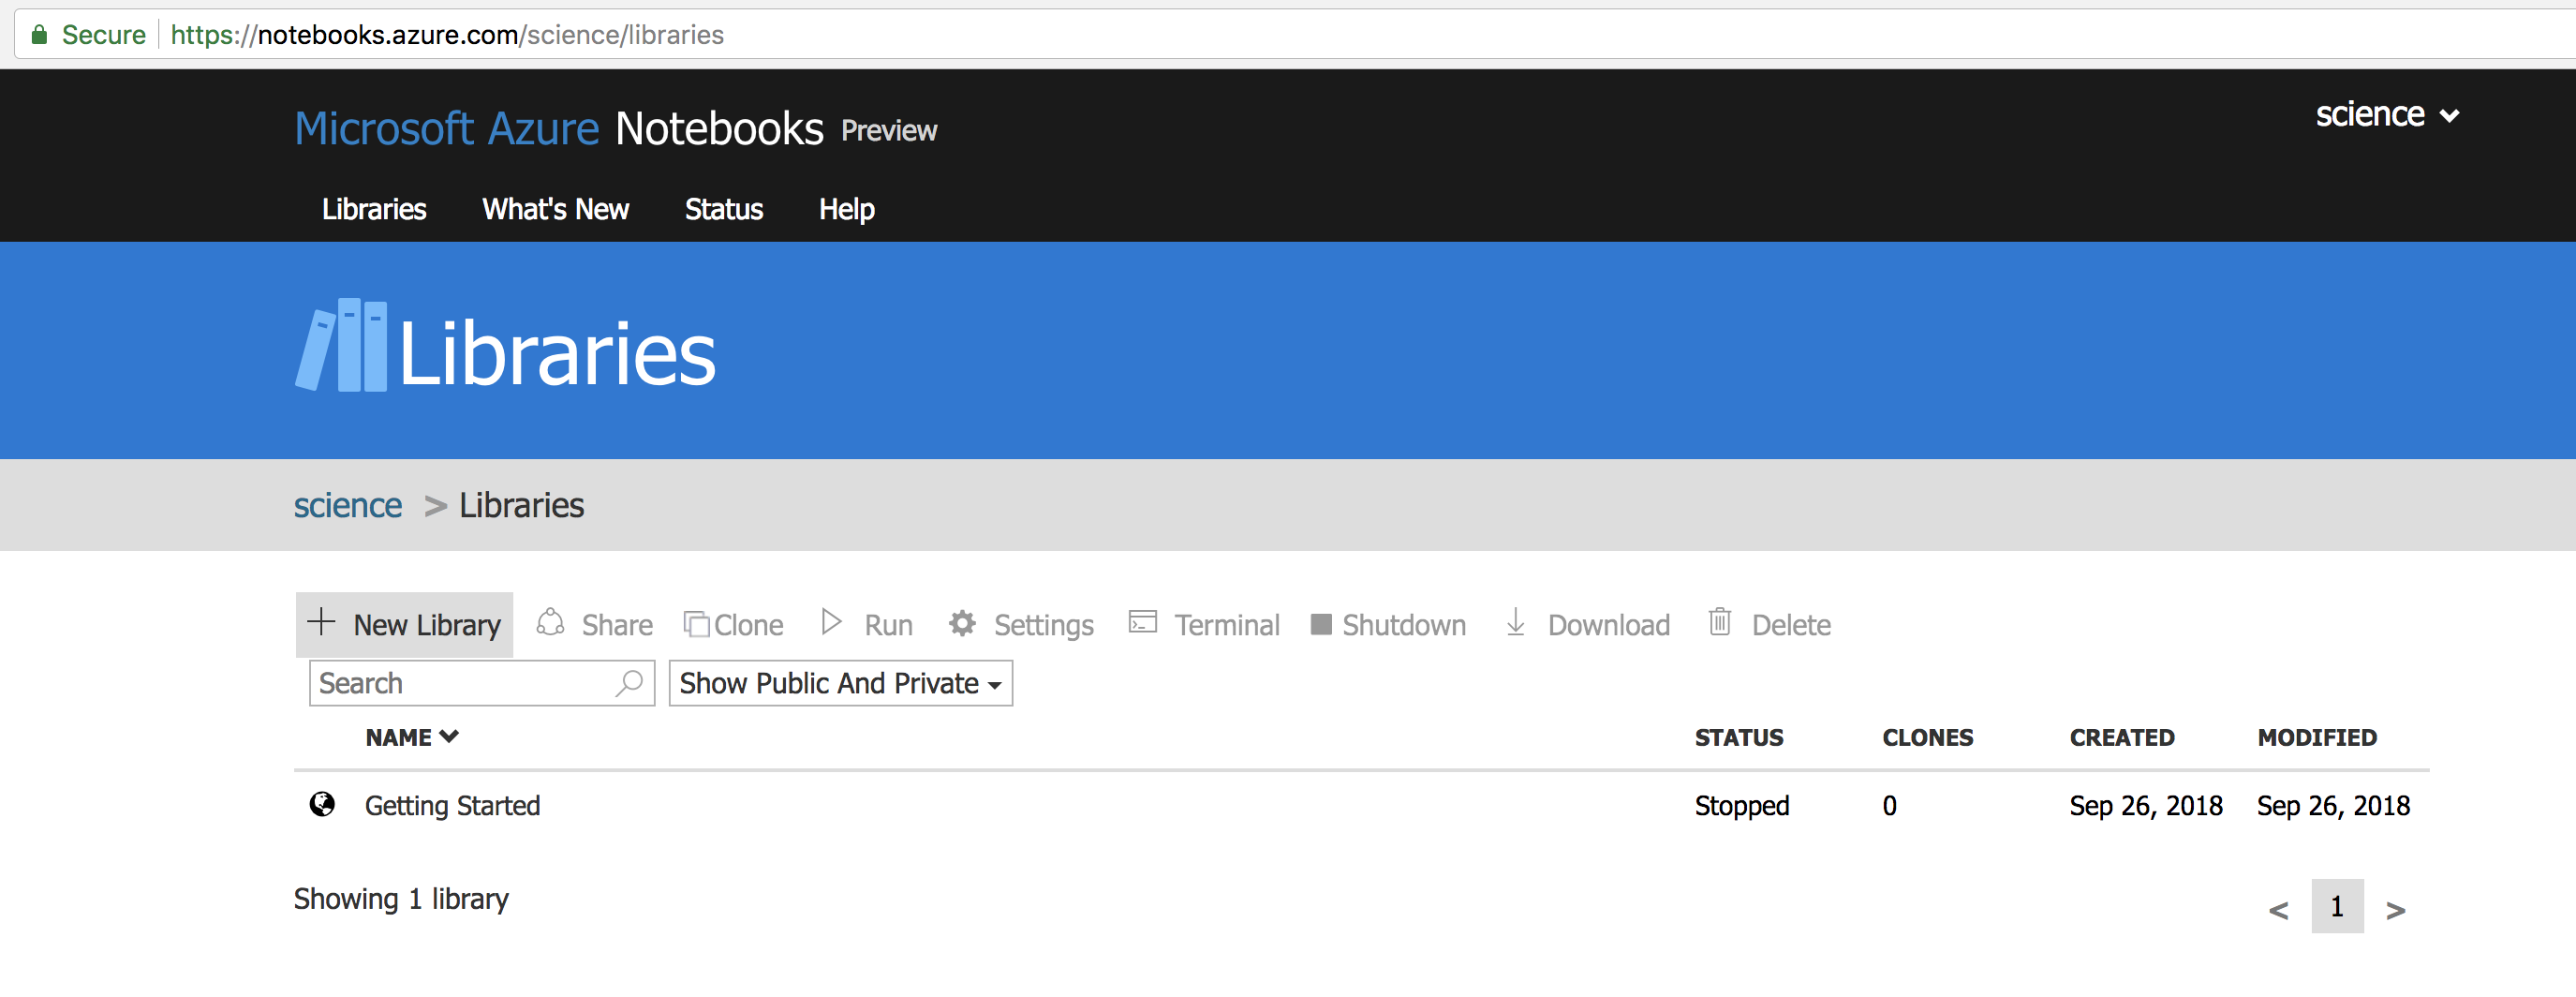 Secure https://notebooks.azure.com/science/libraries
Microsoft Azure Notebooks Preview
science
Libraries What's New Status Help
Libraries
science > Libraries
New Library Share Clone Run Settings Terminal Shutdown Download Delete
Search Show Public And Private
NAME STATUS CLONES CREATED MODIFIED
Getting Started Stopped 0 Sep 26, 2018 Sep 26, 2018
Showing 1 library
< 1 >